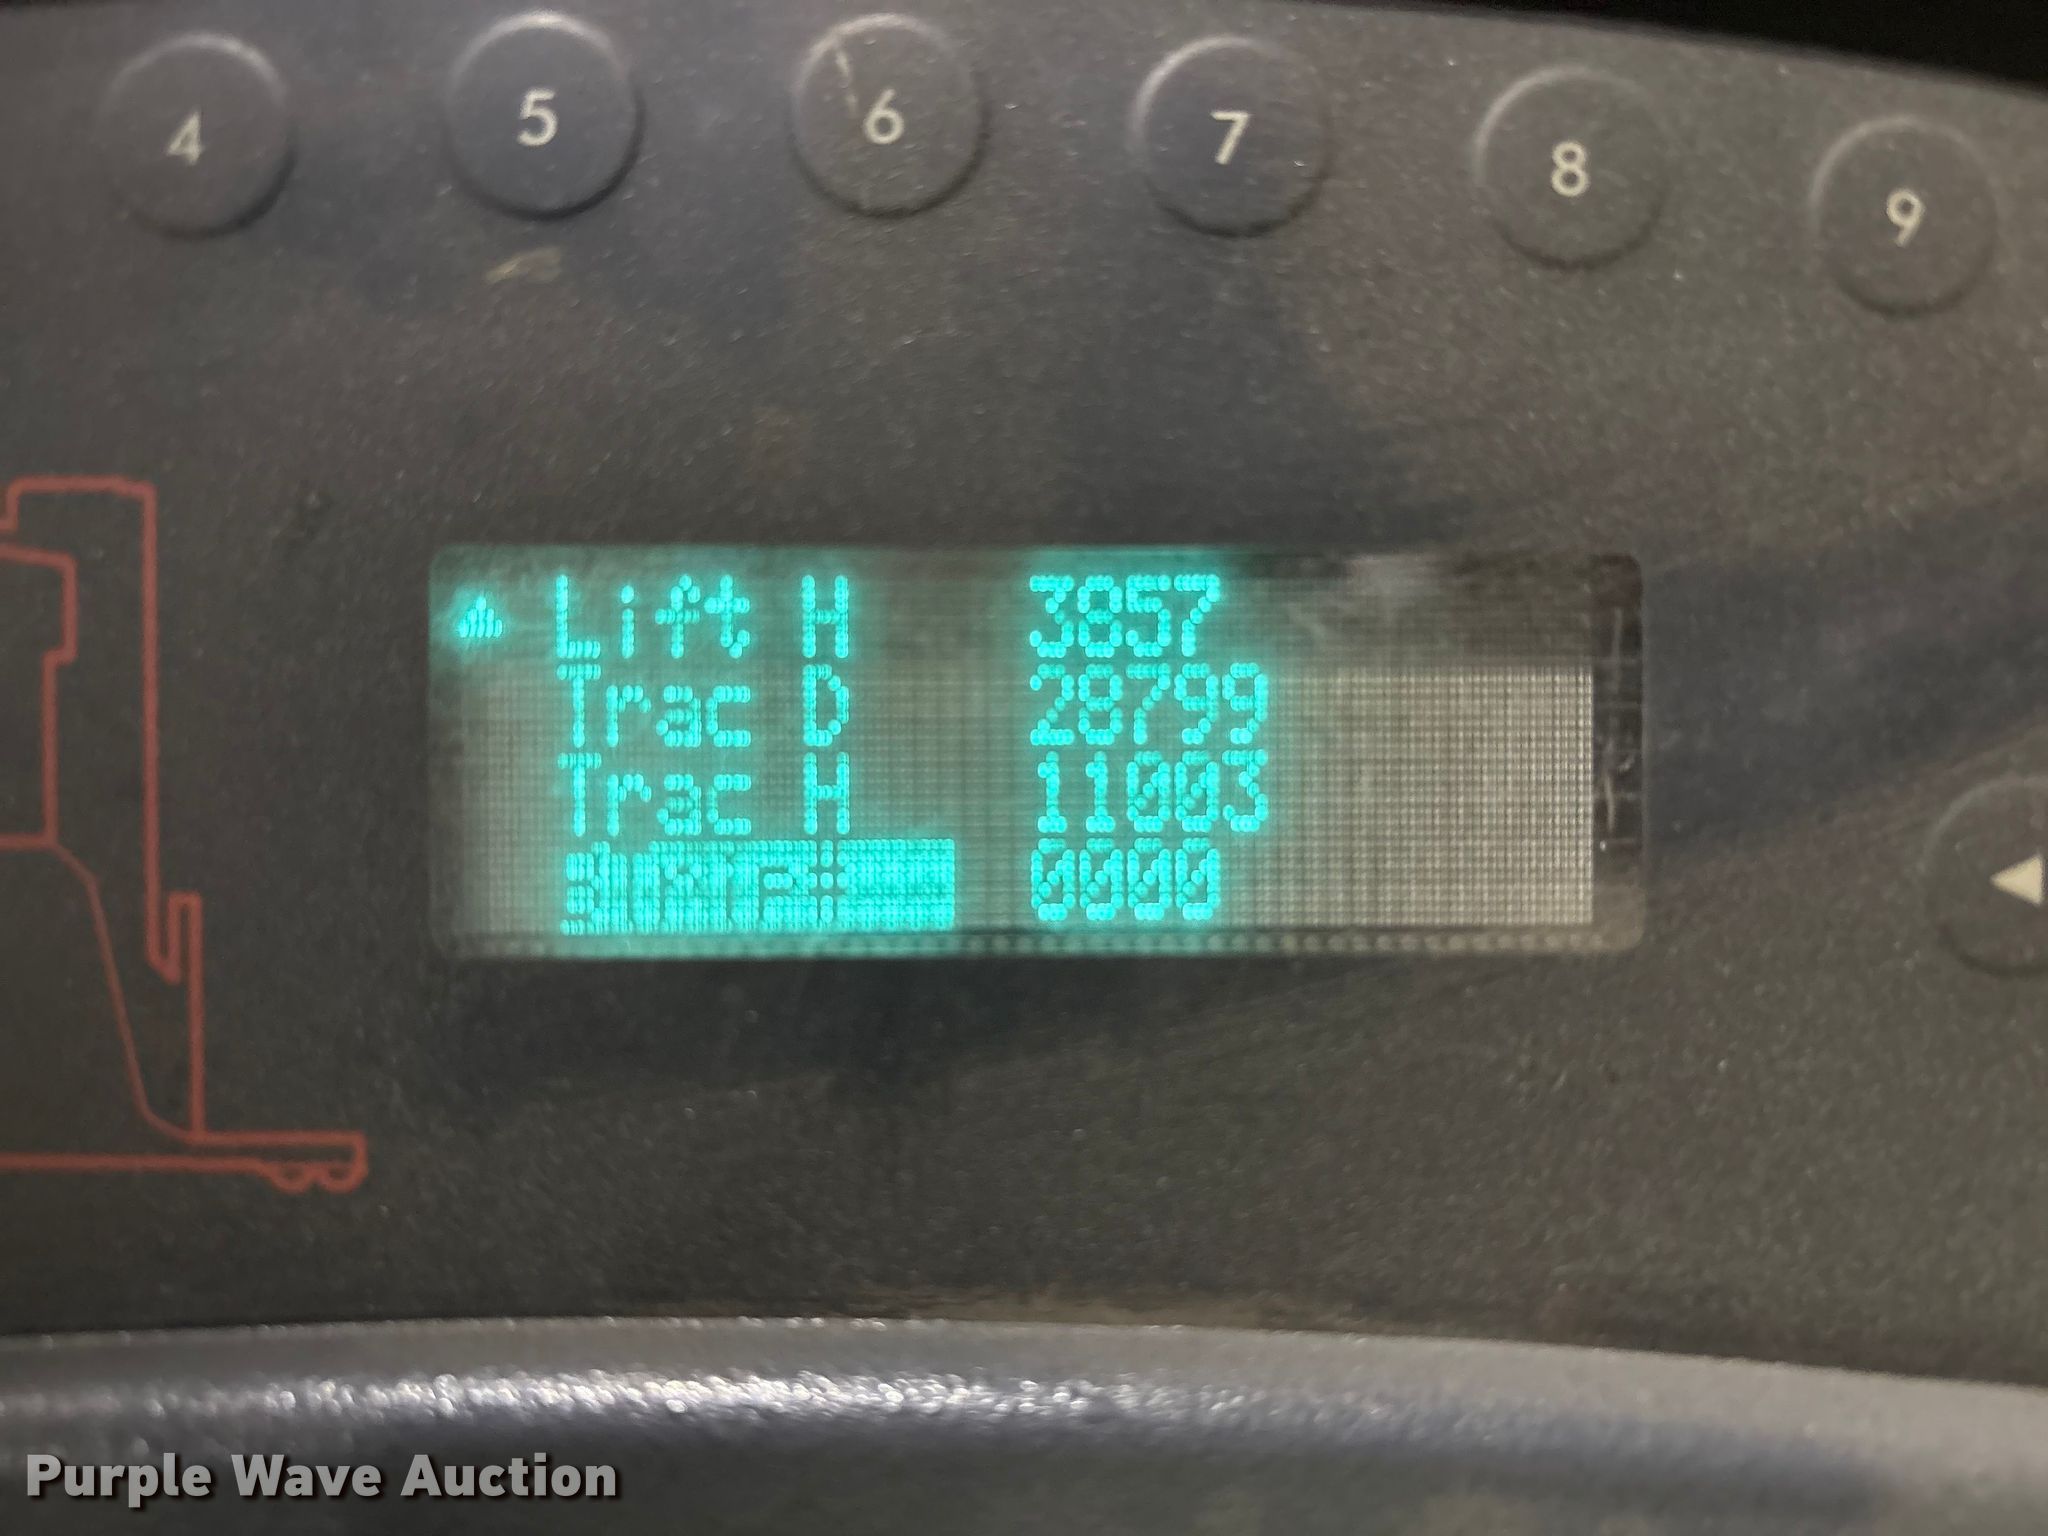 4 5 6 7 8 9
Lift H 3857
Trac D 28799
Trac H 11003
0000
Purple Wave Auction